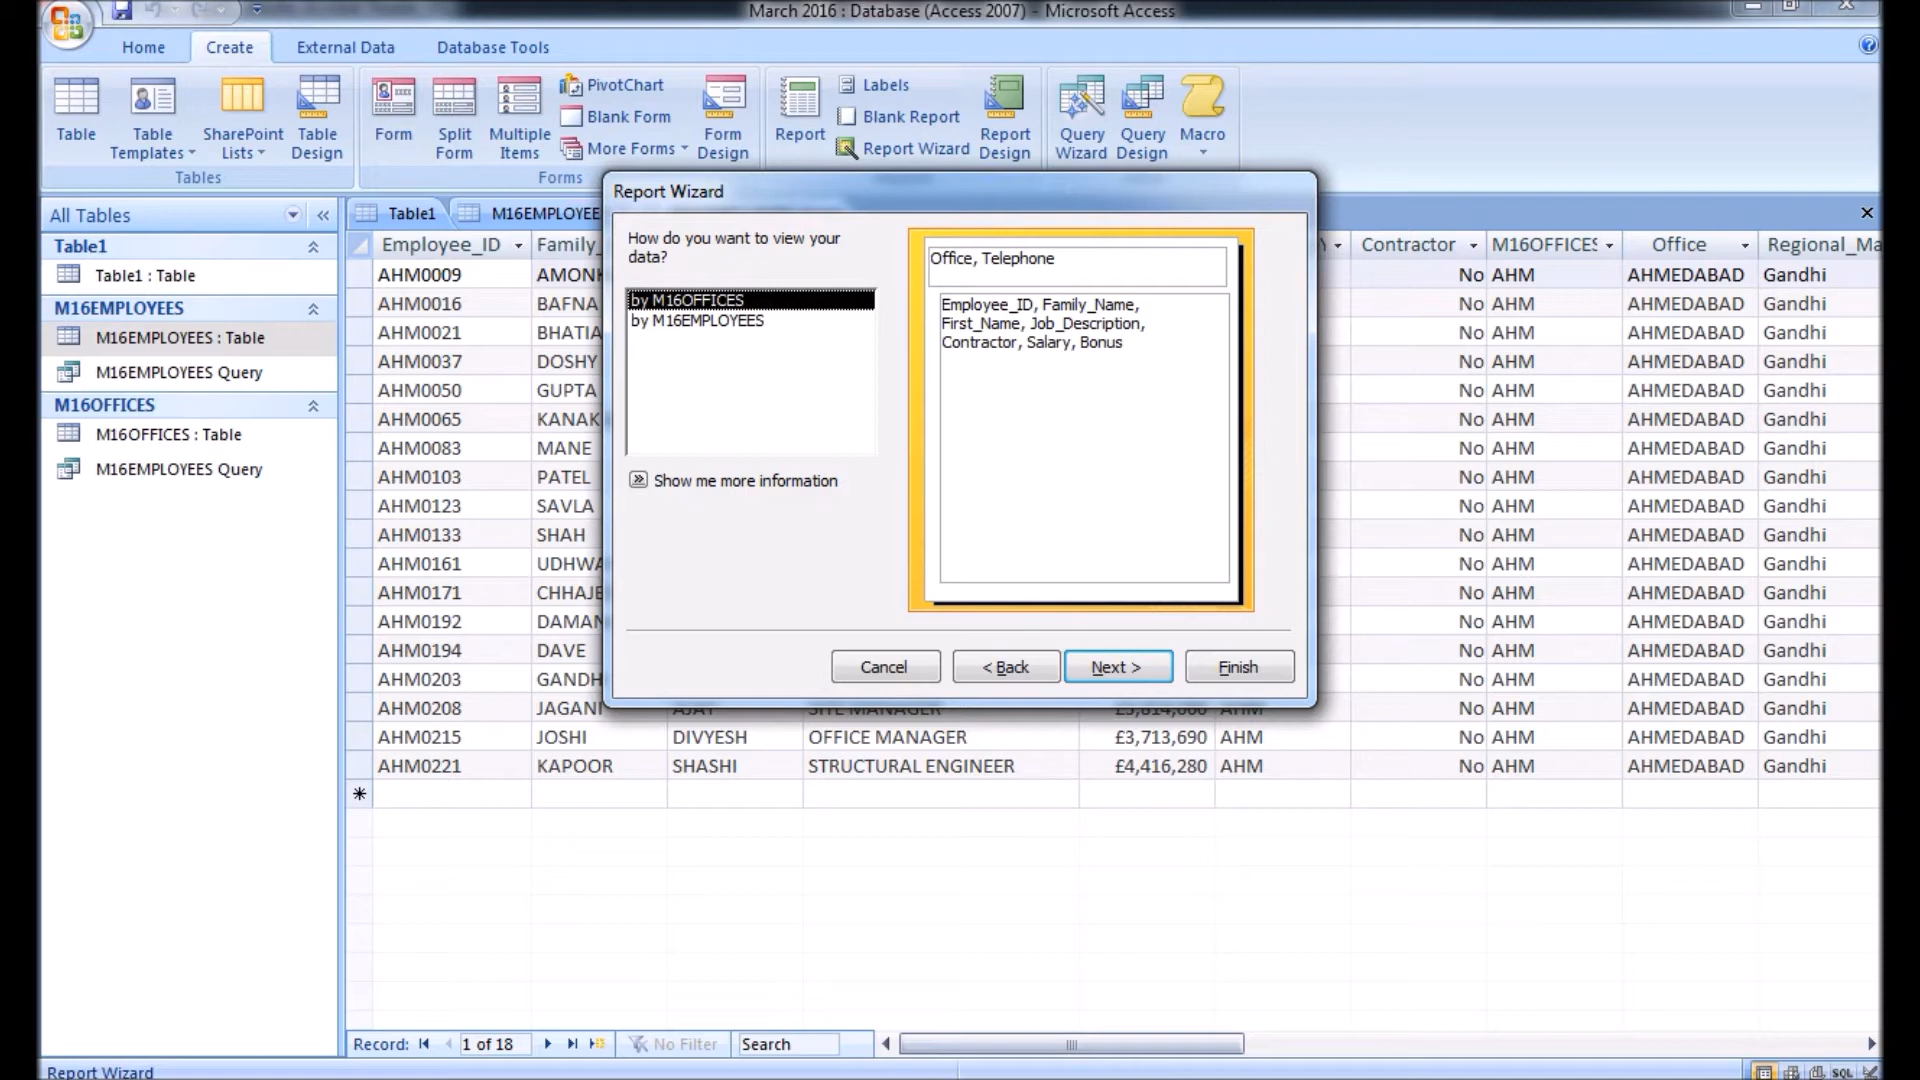 March 2016 : Database (Access 2007) - Microsoft Access
Home Create External Data Database Tools
Table
Table Templates
SharePoint Lists
Table Design
Tables
Form
Split Form
Multiple Items
PivotChart
Blank Form
More Forms
Form Design
Forms
Report
Labels
Blank Report
Report Wizard
Report Design
Query Wizard
Query Design
Macro
All Tables
Table1
Table1 : Table
M16EMPLOYEES
M16EMPLOYEES : Table
M16EMPLOYEES Query
M16OFFICES
M16OFFICES : Table
M16EMPLOYEES Query
Table1 M16EMPLOYEE
Employee_ID Family_ Contractor M16OFFICES Office Regional_Ma
AHM0009 AMONK No AHM AHMEDABAD Gandhi
AHM0016 BAFNA No AHM AHMEDABAD Gandhi
AHM0021 BHATIA No AHM AHMEDABAD Gandhi
AHM0037 DOSHY No AHM AHMEDABAD Gandhi
AHM0050 GUPTA No AHM AHMEDABAD Gandhi
AHM0065 KANAK No AHM AHMEDABAD Gandhi
AHM0083 MANE No AHM AHMEDABAD Gandhi
AHM0103 PATEL No AHM AHMEDABAD Gandhi
AHM0123 SAVLA No AHM AHMEDABAD Gandhi
AHM0133 SHAH No AHM AHMEDABAD Gandhi
AHM0161 UDHWA No AHM AHMEDABAD Gandhi
AHM0171 CHHAJE No AHM AHMEDABAD Gandhi
AHM0192 DAMAN No AHM AHMEDABAD Gandhi
AHM0194 DAVE No AHM AHMEDABAD Gandhi
AHM0203 GANDH No AHM AHMEDABAD Gandhi
AHM0208 JAGANI AJAY SITE MANAGER AHM No AHM AHMEDABAD Gandhi
AHM0215 JOSHI DIVYESH OFFICE MANAGER £3,713,690 AHM No AHM AHMEDABAD Gandhi
AHM0221 KAPOOR SHASHI STRUCTURAL ENGINEER £4,416,280 AHM No AHM AHMEDABAD Gandhi
Report Wizard
How do you want to view your
data?
by M16OFFICES
by M16EMPLOYEES
Show me more information
Office, Telephone
Employee_ID, Family_Name,
First_Name, Job_Description,
Contractor, Salary, Bonus
Cancel < Back Next > Finish
Record: 1 of 18 No Filter Search
Report Wizard
SQL